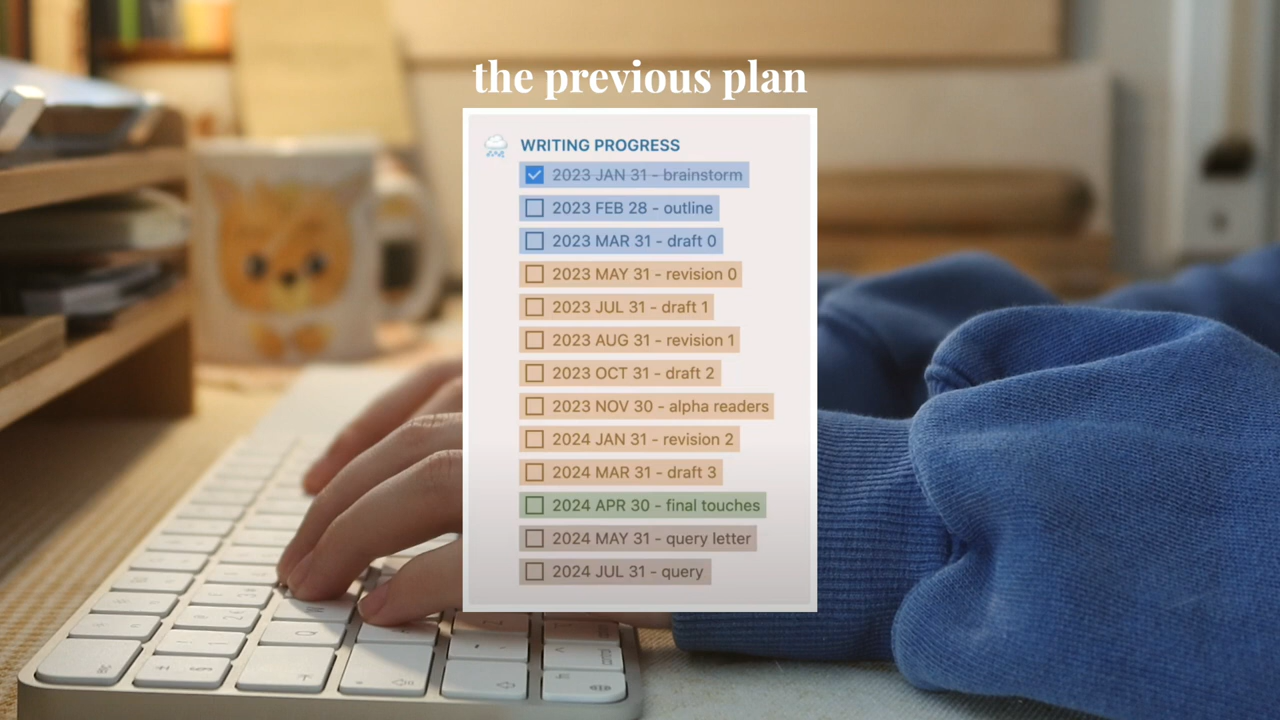 the previous plan
WRITING PROGRESS
2023 JAN 31 - brainstorm
2023 FEB 28 - outline
2023 MAR 31 - draft 0
2023 MAY 31 - revision 0
2023 JUL 31 - draft 1
2023 AUG 31 - revision 1
2023 OCT 31 - draft 2
2023 NOV 30 - alpha readers
2024 JAN 31 - revision 2
2024 MAR 31 - draft 3
2024 APR 30 - final touches
2024 MAY 31 - query letter
2024 JUL 31 - query